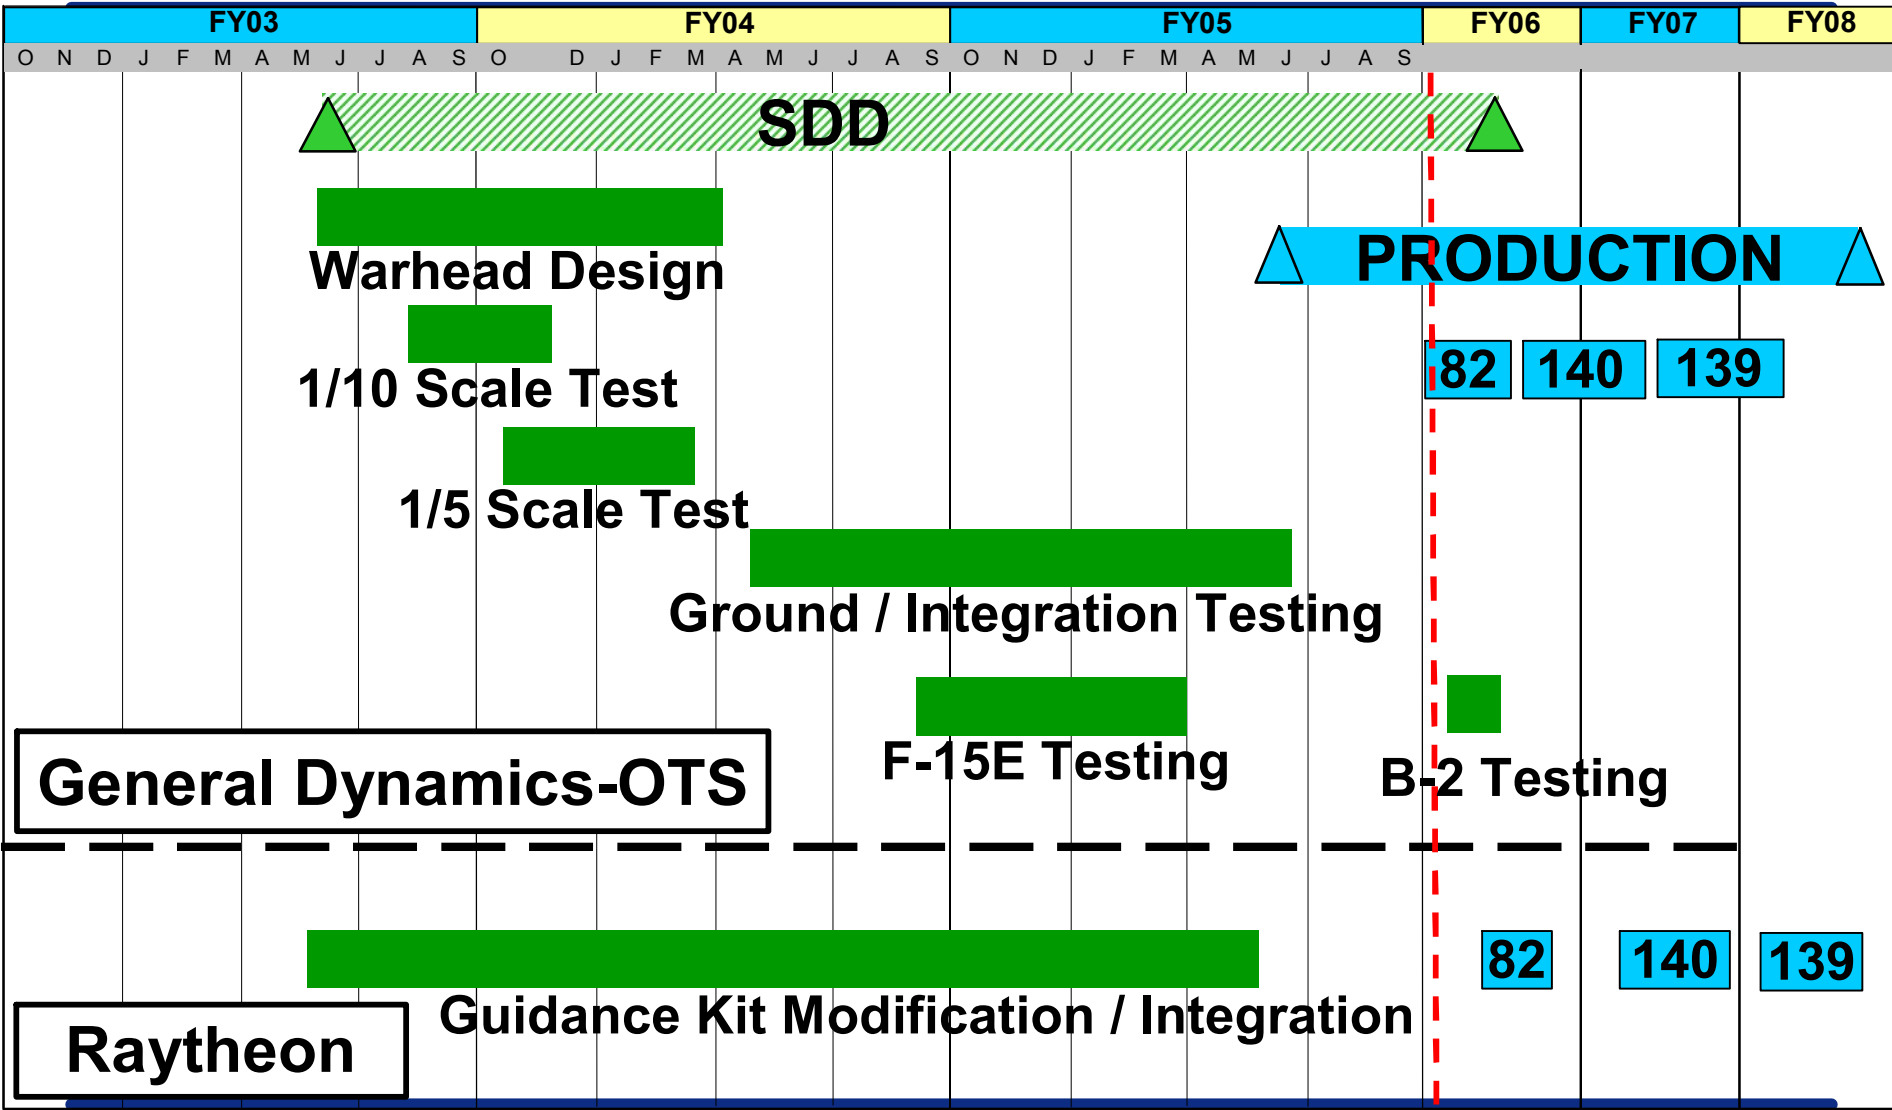 FY03 FY04 FY05 FY06 FY07 FY08
O N D J F M A M J J A S O D J F M A M J J A S O N D J F M A M J J A S
SDD
Warhead Design
PRODUCTION
1/10 Scale Test
82 140 139
1/5 Scale Test
Ground / Integration Testing
F-15E Testing
B-2 Testing
General Dynamics-OTS
82 140 139
Guidance Kit Modification / Integration
Raytheon